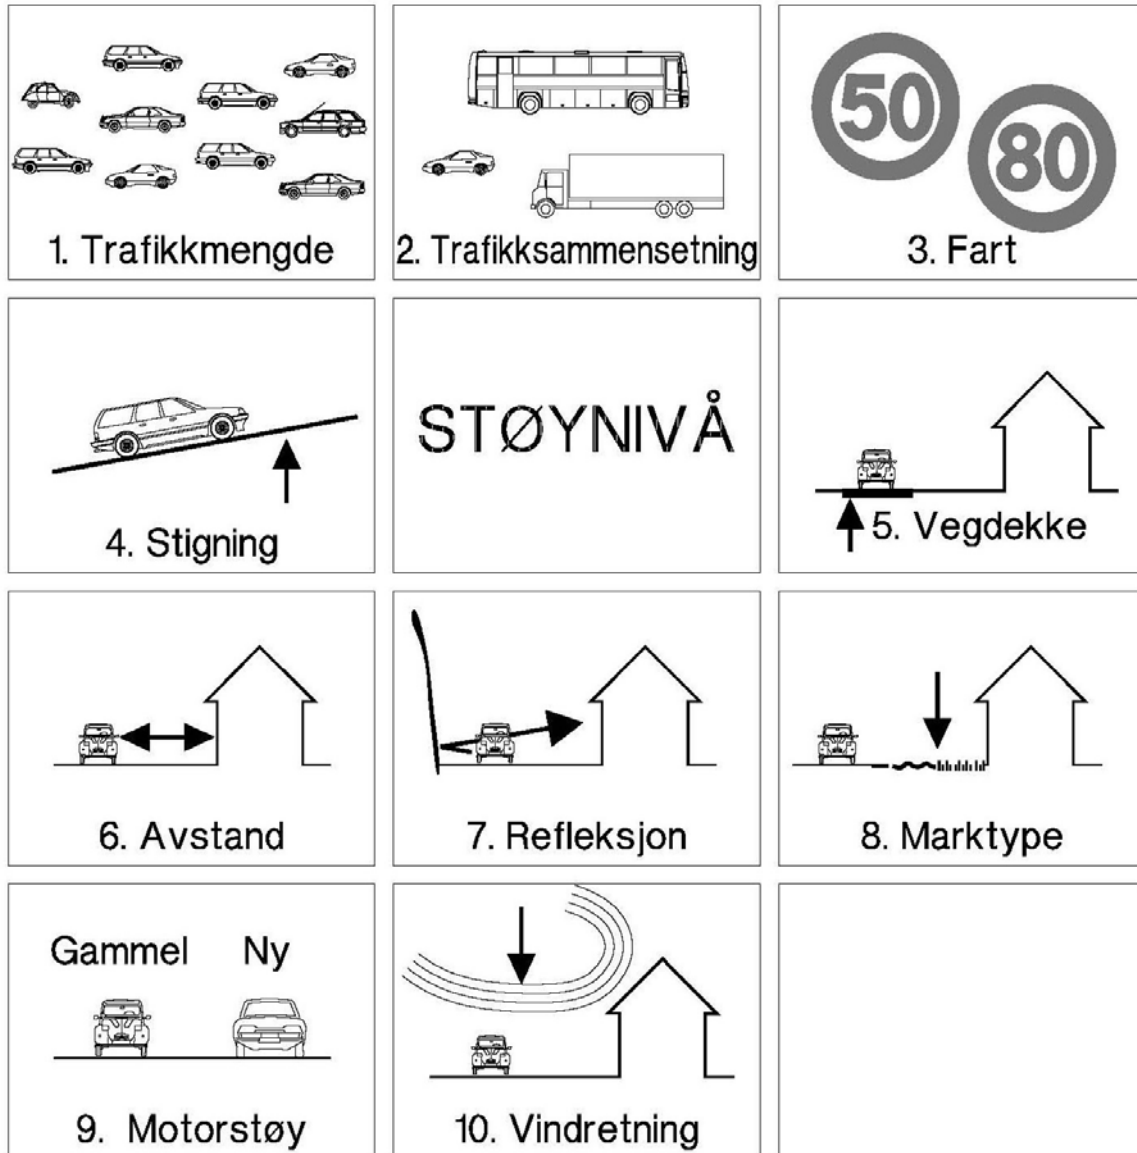 1. Trafikkmengde
2. Trafikksammensetning
50
80
3. Fart
4. Stigning
STØYNIVÅ
5. Vegdekke
6. Avstand
7. Refleksjon
8. Marktype
Gammel Ny
9. Motorstøy
10. Vindretning